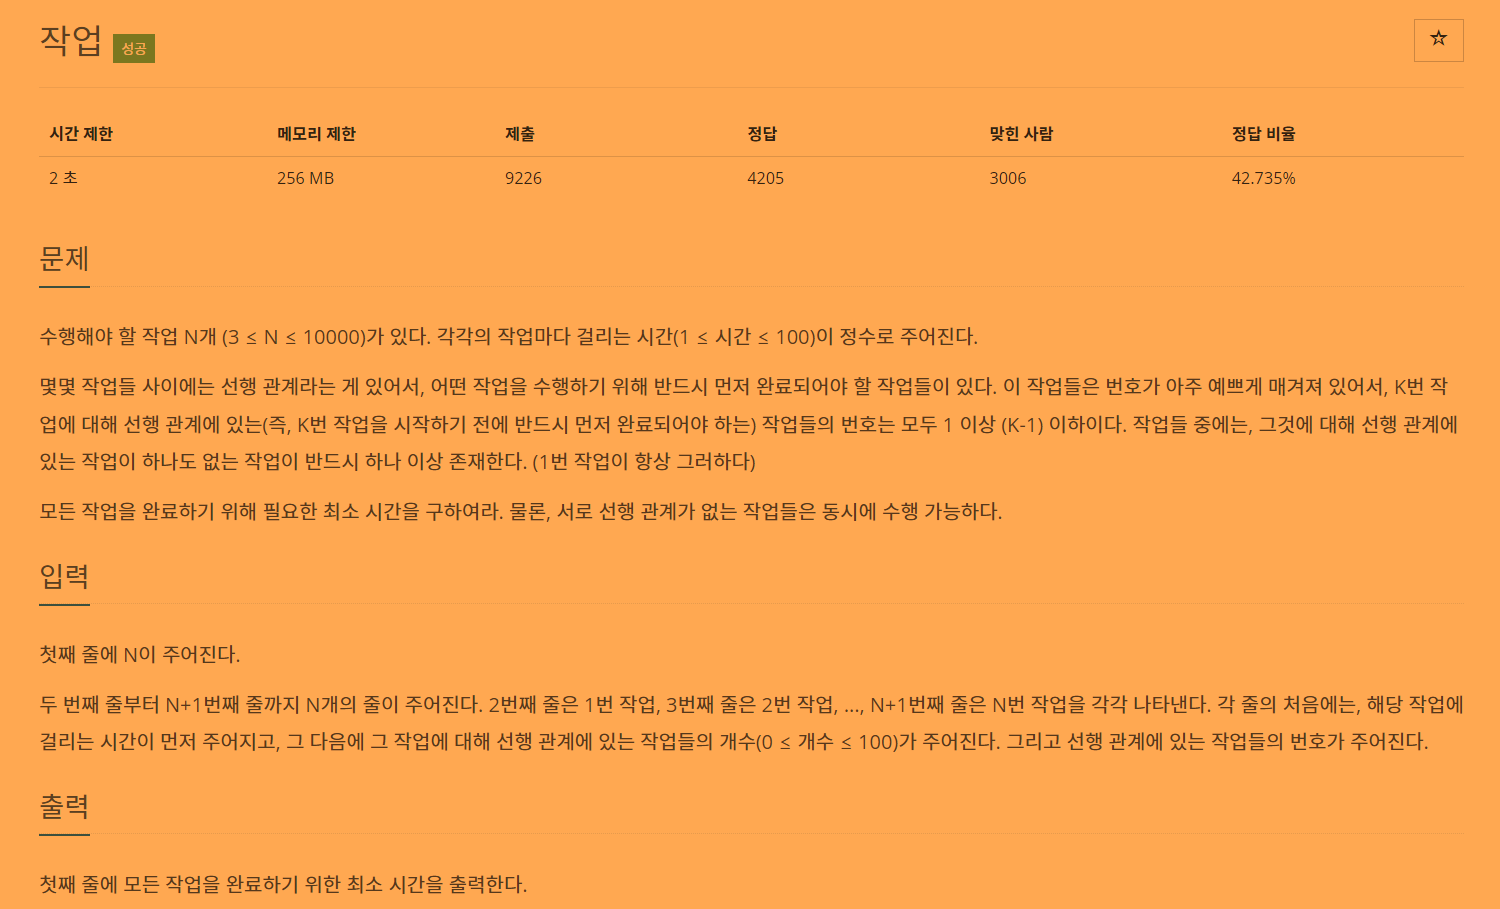 작업 성공
☆
시간 제한 메모리 제한 제출 정답 맞힌 사람 정답 비율
2 초 256 MB 9226 4205 3006 42.735%
문제
수행해야 할 작업 N개 (3 ≤ N ≤ 10000)가 있다. 각각의 작업마다 걸리는 시간(1 ≤ 시간 ≤ 100)이 정수로 주어진다.
몇몇 작업들 사이에는 선행 관계라는 게 있어서, 어떤 작업을 수행하기 위해 반드시 먼저 완료되어야 할 작업들이 있다. 이 작업들은 번호가 아주 예쁘게 매겨져 있어서, K번 작
업에 대해 선행 관계에 있는(즉, K번 작업을 시작하기 전에 반드시 먼저 완료되어야 하는) 작업들의 번호는 모두 1 이상 (K-1) 이하이다. 작업들 중에는, 그것에 대해 선행 관계에
있는 작업이 하나도 없는 작업이 반드시 하나 이상 존재한다. (1번 작업이 항상 그러하다)
모든 작업을 완료하기 위해 필요한 최소 시간을 구하여라. 물론, 서로 선행 관계가 없는 작업들은 동시에 수행 가능하다.
입력
첫째 줄에 N이 주어진다.
두 번째 줄부터 N+1번째 줄까지 N개의 줄이 주어진다. 2번째 줄은 1번 작업, 3번째 줄은 2번 작업, ..., N+1번째 줄은 N번 작업을 각각 나타낸다. 각 줄의 처음에는, 해당 작업에
걸리는 시간이 먼저 주어지고, 그 다음에 그 작업에 대해 선행 관계에 있는 작업들의 개수(0 ≤ 개수 ≤ 100)가 주어진다. 그리고 선행 관계에 있는 작업들의 번호가 주어진다.
출력
첫째 줄에 모든 작업을 완료하기 위한 최소 시간을 출력한다.